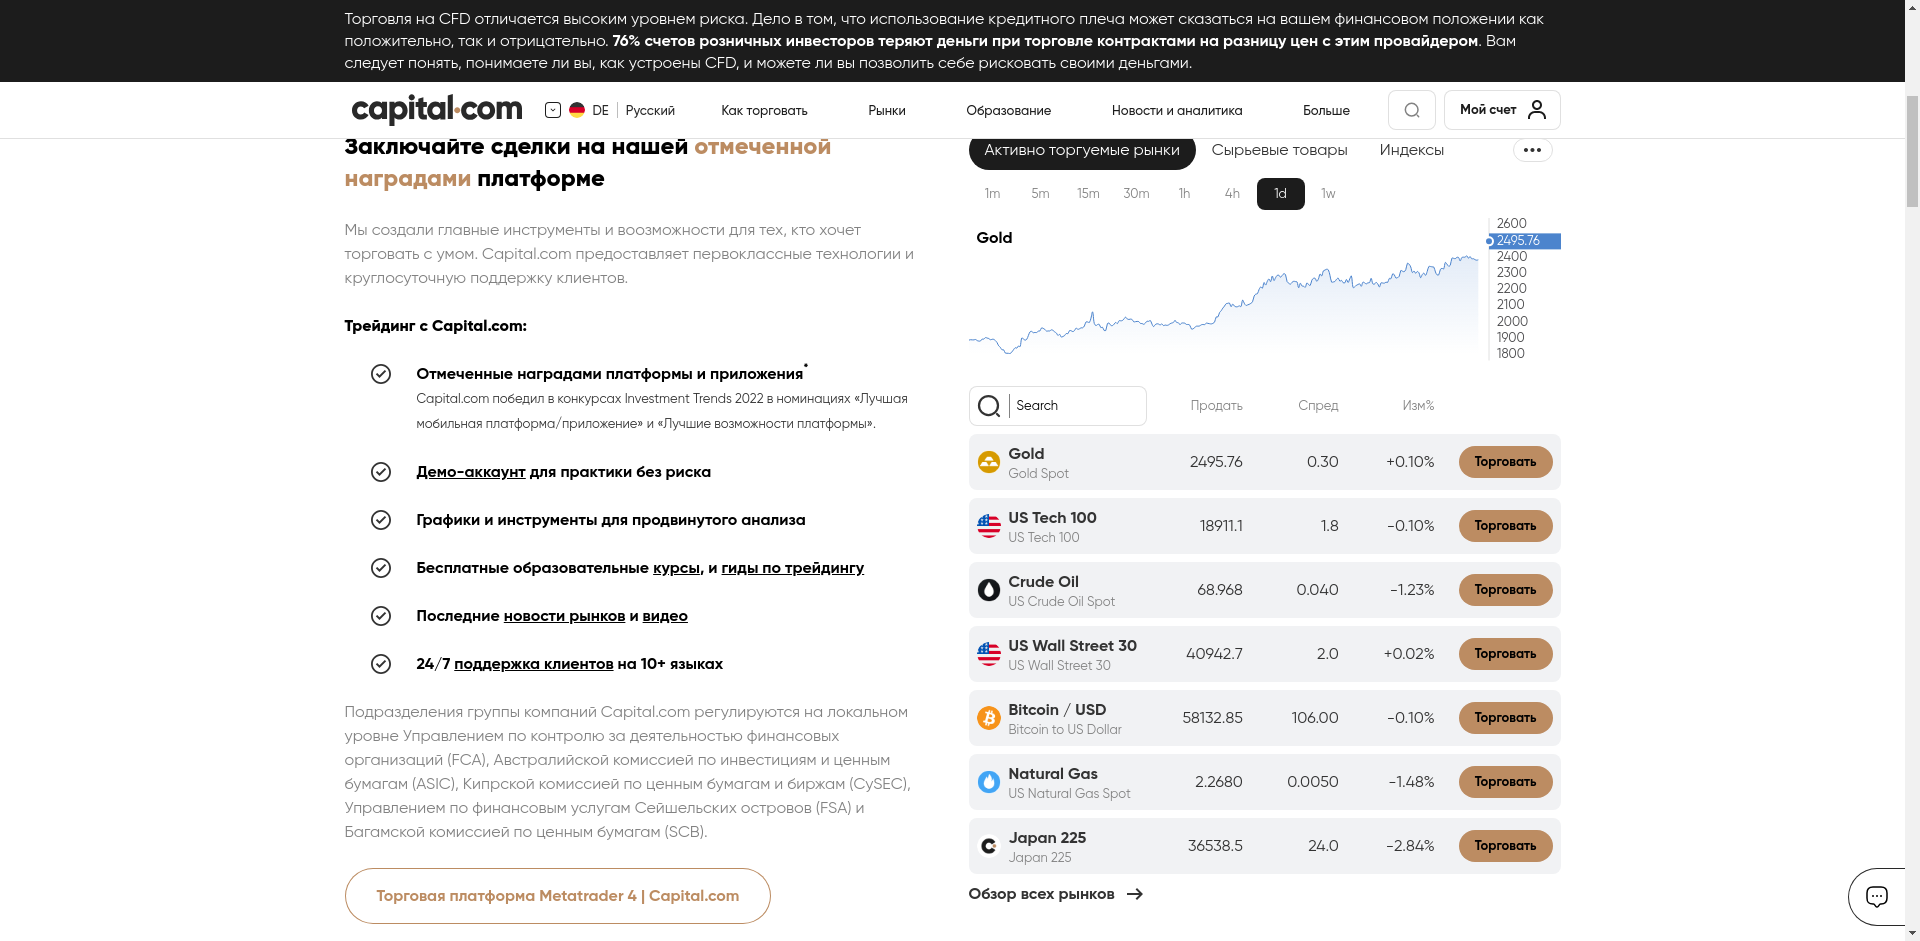 Торговля на CFD отличается высоким уровнем риска. Дело в том, что использование кредитного плеча может сказаться на вашем финансовом положении как
положительно, так и отрицательно. 76% счетов розничных инвесторов теряют деньги при торговле контрактами на разницу цен с этим провайдером. Вам
следует понять, понимаете ли вы, как устроены CFD, и можете ли вы позволить себе рисковать своими деньгами.
capital.com DE Русский Как торговать Рынки Образование Новости и аналитика Больше Мой счет
Заключайте сделки на нашей отмеченной
наградами платформе
Мы создали главные инструменты и воозможности для тех, кто хочет
торговать с умом. Capital.com предоставляет первоклассные технологии и
круглосуточную поддержку клиентов.
Трейдинг с Capital.com:
Отмеченные наградами платформы и приложения*
Capital.com победил в конкурсах Investment Trends 2022 в номинациях «Лучшая
мобильная платформа/приложение» и «Лучшие возможности платформы».
Демо-аккаунт для практики без риска
Графики и инструменты для продвинутого анализа
Бесплатные образовательные курсы, и гиды по трейдингу
Последние новости рынков и видео
24/7 поддержка клиентов на 10+ языках
Подразделения группы компаний Capital.com регулируются на локальном
уровне Управлением по контролю за деятельностью финансовых
организаций (FCA), Австралийской комиссией по инвестициям и ценным
бумагам (ASIC), Кипрской комиссией по ценным бумагам и биржам (CySEC),
Управлением по финансовым услугам Сейшельских островов (FSA) и
Багамской комиссией по ценным бумагам (SCB).
Торговая платформа Metatrader 4 | Capital.com
Активно торгуемые рынки Сырьевые товары Индексы
1m 5m 15m 30m 1h 4h 1d 1w
Gold
2600
2495.76
2400
2300
2200
2100
2000
1900
1800
Search Продать Спред Изм%
Gold
Gold Spot
2495.76 0.30 +0.10% Торговать
US Tech 100
US Tech 100
18911.1 1.8 -0.10% Торговать
Crude Oil
US Crude Oil Spot
68.968 0.040 -1.23% Торговать
US Wall Street 30
US Wall Street 30
40942.7 2.0 +0.02% Торговать
Bitcoin / USD
Bitcoin to US Dollar
58132.85 106.00 -0.10% Торговать
Natural Gas
US Natural Gas Spot
2.2680 0.0050 -1.48% Торговать
Japan 225
Japan 225
36538.5 24.0 -2.84% Торговать
Обзор всех рынков